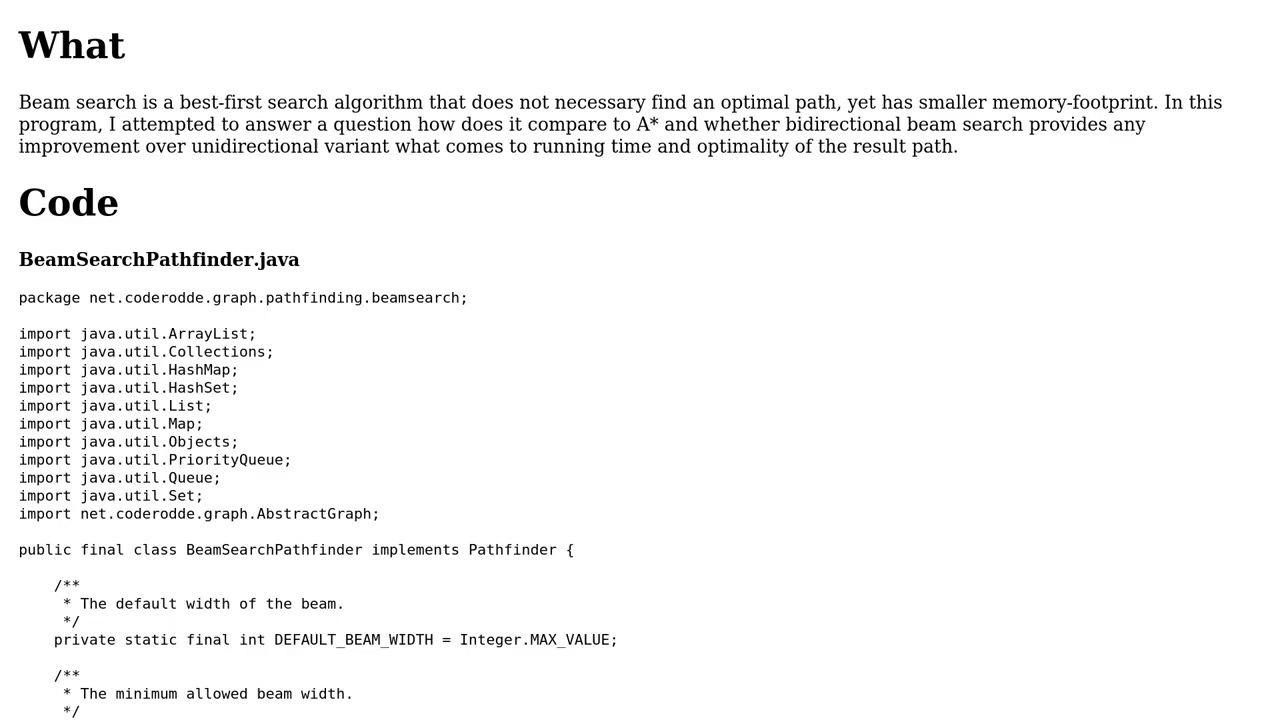 What
Beam search is a best-first search algorithm that does not necessary find an optimal path, yet has smaller memory-footprint. In this
program, I attempted to answer a question how does it compare to A* and whether bidirectional beam search provides any
improvement over unidirectional variant what comes to running time and optimality of the result path.
Code
BeamSearchPathfinder.java
package net.coderodde.graph.pathfinding.beamsearch;
import java.util.ArrayList;
import java.util.Collections;
import java.util.HashMap;
import java.util.HashSet;
import java.util.List;
import java.util.Map;
import java.util.Objects;
import java.util.PriorityQueue;
import java.util.Queue;
import java.util.Set;
import net.coderodde.graph.AbstractGraph;
public final class BeamSearchPathfinder implements Pathfinder {
/**
* The default width of the beam.
*/
private static final int DEFAULT_BEAM_WIDTH = Integer.MAX_VALUE;
/**
* The minimum allowed beam width.
*/